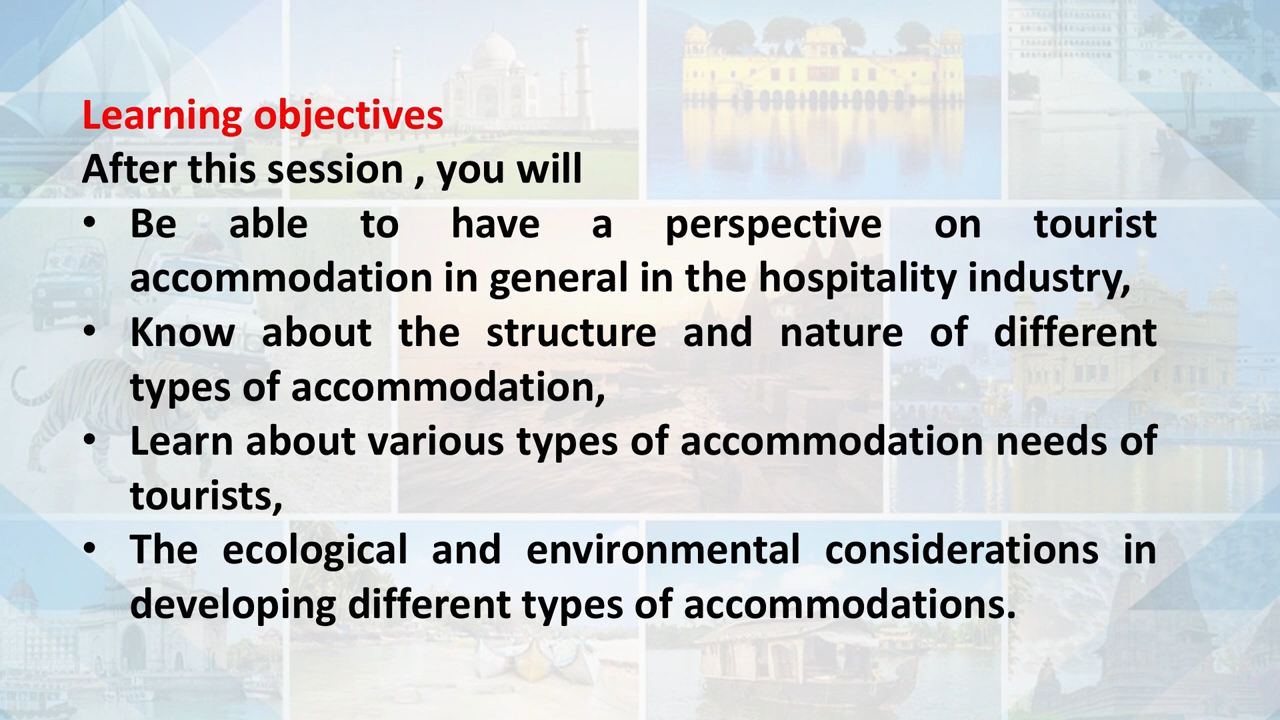 Learning objectives
After this session , you will
• Be able to have a perspective on tourist
accommodation in general in the hospitality industry,
• Know about the structure and nature of different
types of accommodation,
• Learn about various types of accommodation needs of
tourists,
• The ecological and environmental considerations in
developing different types of accommodations.